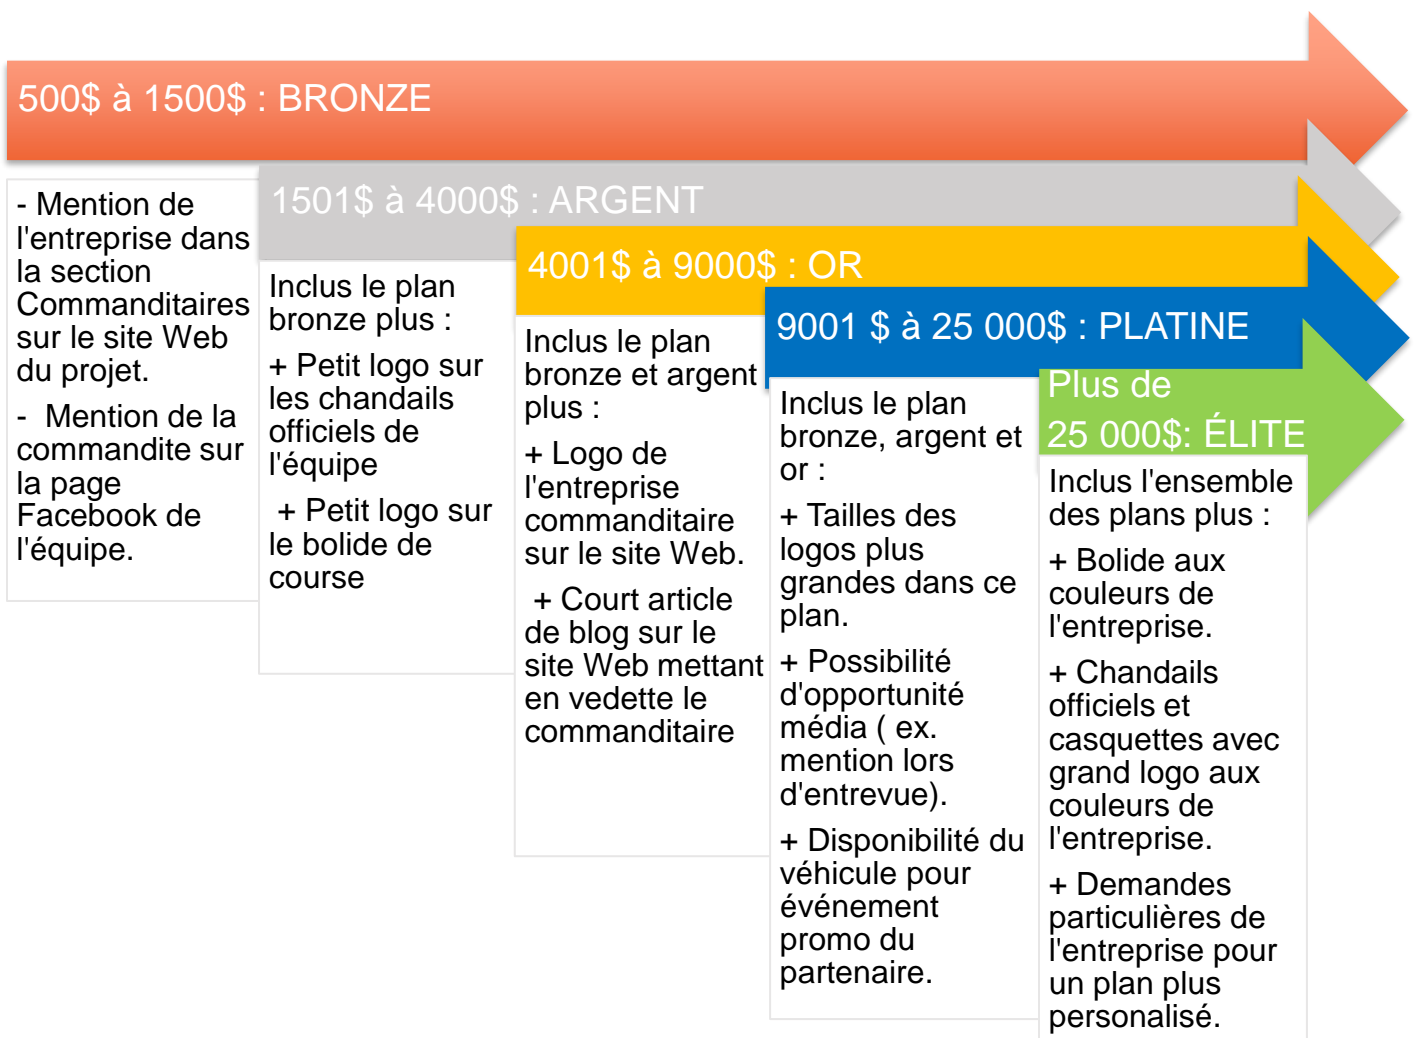 500$ à 1500$ : BRONZE
- Mention de
l'entreprise dans
la section
Commanditaires
sur le site Web
du projet.
-  Mention de la
commandite sur
la page
Facebook de
l'équipe.
1501$ à 4000$ : ARGENT
Inclus le plan
bronze plus :
+ Petit logo sur
les chandails
officiels de
l'équipe
+ Petit logo sur
le bolide de
course
4001$ à 9000$ : OR
Inclus le plan
bronze et argent
plus :
+ Logo de
l'entreprise
commanditaire
sur le site Web.
+ Court article
de blog sur le
site Web mettant
en vedette le
commanditaire
9001 $ à 25 000$ : PLATINE
Inclus le plan
bronze, argent et
or :
+ Tailles des
logos plus
grandes dans ce
plan.
+ Possibilité
d'opportunité
média ( ex.
mention lors
d'entrevue).
+ Disponibilité du
véhicule pour
événement
promo du
partenaire.
Plus de
25 000$: ÉLITE
Inclus l'ensemble
des plans plus :
+ Bolide aux
couleurs de
l'entreprise.
+ Chandails
officiels et
casquettes avec
grand logo aux
couleurs de
l'entreprise.
+ Demandes
particulières de
l'entreprise pour
un plan plus
personalisé.